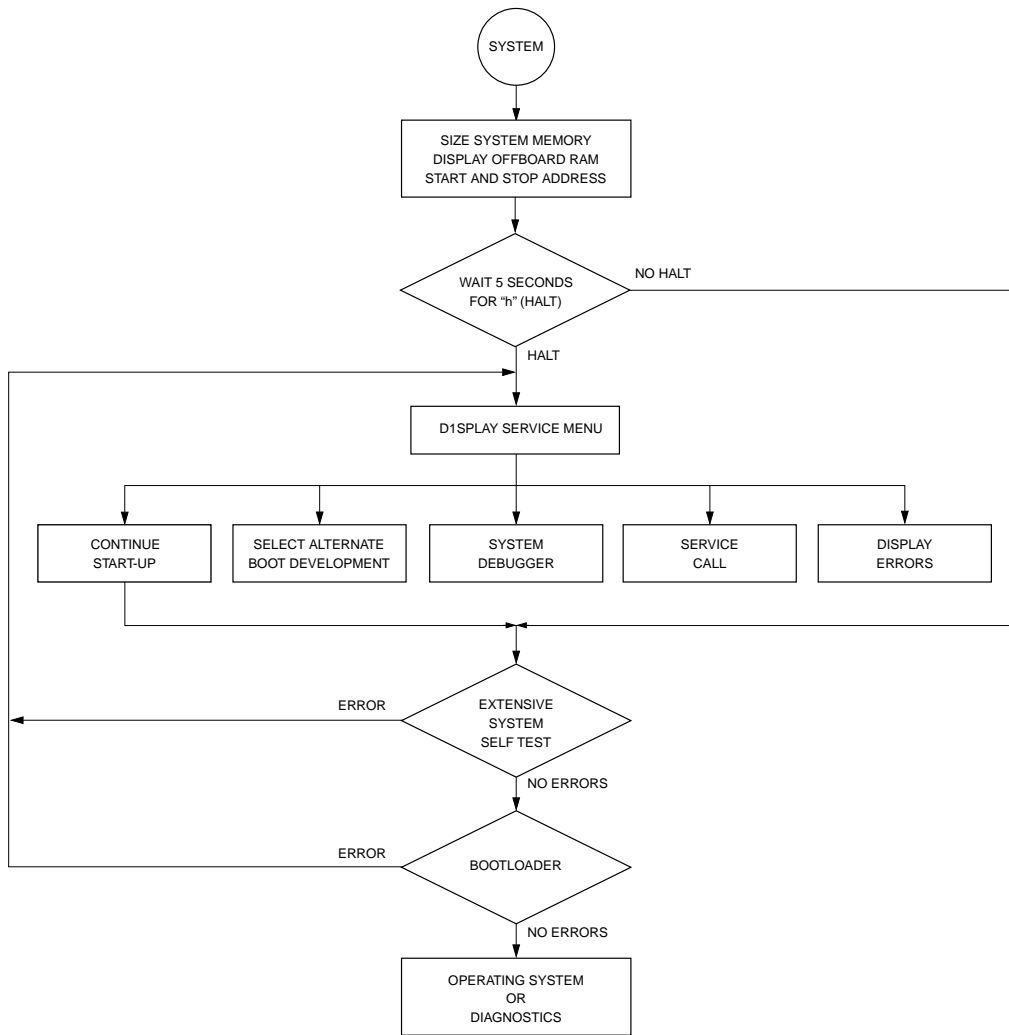 SYSTEM
SIZE SYSTEM MEMORY
DISPLAY OFFBOARD RAM
START AND STOP ADDRESS
WAIT 5 SECONDS
FOR “h” (HALT)
NO HALT
HALT
D1SPLAY SERVICE MENU
CONTINUE
START-UP
SELECT ALTERNATE
BOOT DEVELOPMENT
SYSTEM
DEBUGGER
SERVICE
CALL
DISPLAY
ERRORS
ERROR
EXTENSIVE
SYSTEM
SELF TEST
NO ERRORS
ERROR
BOOTLOADER
NO ERRORS
OPERATING SYSTEM
OR
DIAGNOSTICS